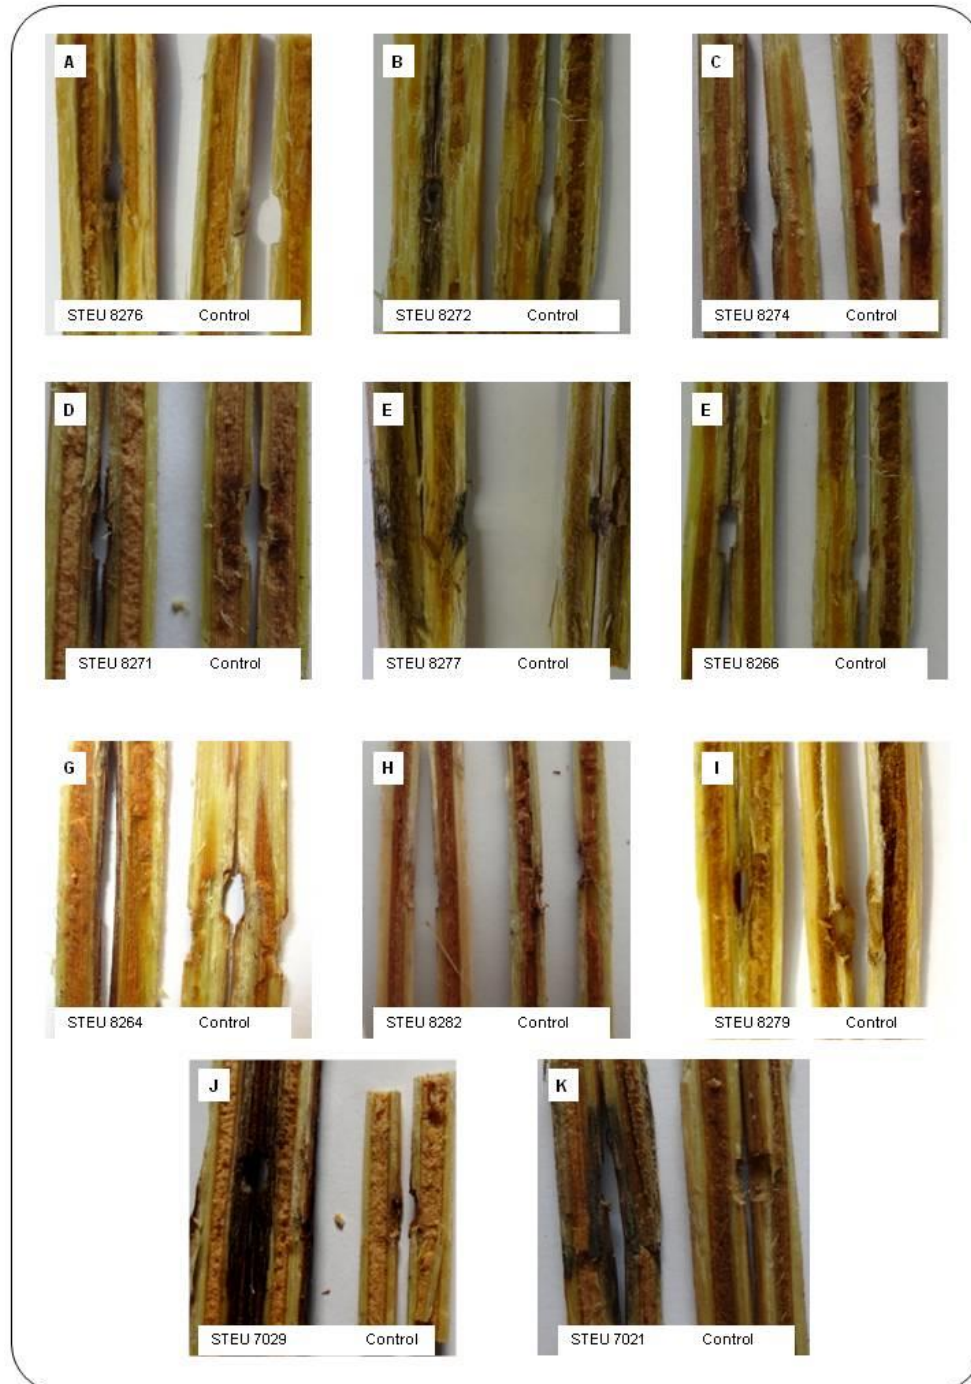 A
B
C
STEU 8276 Control
STEU 8272 Control
STEU 8274 Control
D
E
E
STEU 8271 Control
STEU 8277 Control
STEU 8266 Control
G
H
I
STEU 8264 Control
STEU 8282 Control
STEU 8279 Control
J
K
STEU 7029 Control
STEU 7021 Control